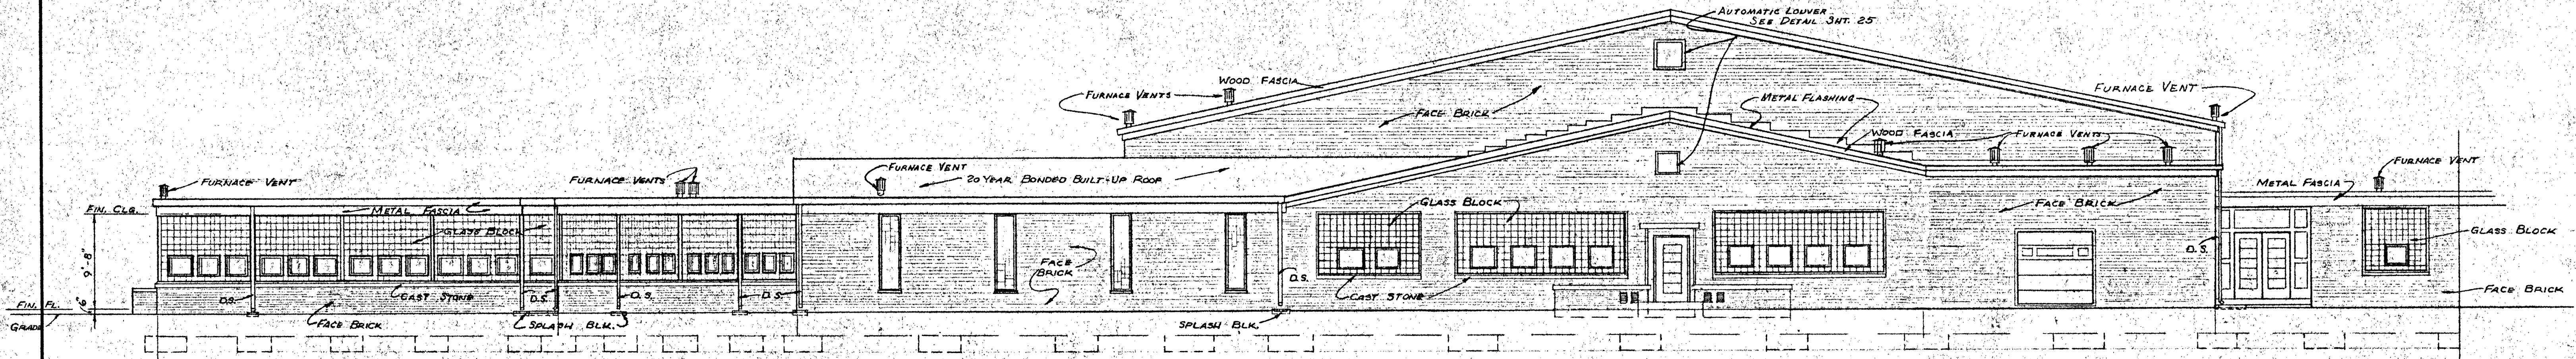 AUTOMATIC LOUVER
SEE DETAIL SHT. 25
WOOD FASCIA
FURNACE VENTS
FURNACE VENT
FACE BRICK
METAL FLASHING
WOOD FASCIA
FURNACE VENTS
FURNACE VENT
FURNACE VENTS
FURNACE VENT
20 YEAR BONDED BUILT-UP ROOF
FURNACE VENT
METAL FASCIA
FIN. CLG.
METAL FASCIA
GLASS BLOCK
GLASS BLOCK
FACE BRICK
GLASS BLOCK
9'-8"
FACE
BRICK
D.S.
D.S.
D.S.
CAST STONE
D.S.
D.S.
D.S.
CAST STONE
FACE BRICK
FIN. FL.
6"
GRADE
FACE BRICK
SPLASH BLK.
SPLASH BLK.